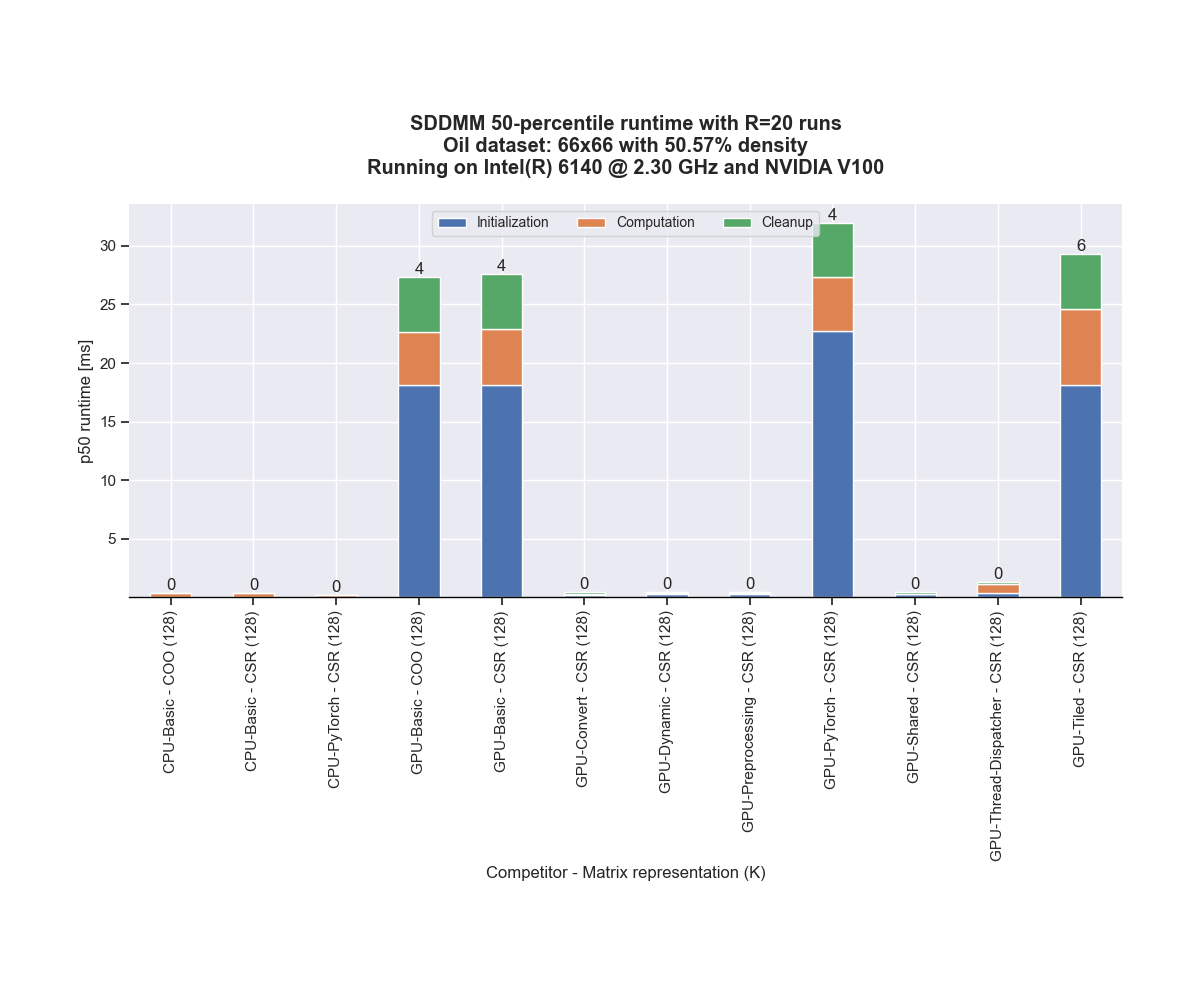 SDDMM 50-percentile runtime with R=20 runs
Oil dataset: 66x66 with 50.57% density
Running on Intel(R) 6140 @ 2.30 GHz and NVIDIA V100
Initialization
Computation
Cleanup
p50 runtime [ms]
30
25
20
15
10
5
0
0
0
4
4
0
0
0
4
0
0
6
CPU-Basic - COO (128)
CPU-Basic - CSR (128)
CPU-PyTorch - CSR (128)
GPU-Basic - COO (128)
GPU-Basic - CSR (128)
GPU-Convert - CSR (128)
GPU-Dynamic - CSR (128)
GPU-Preprocessing - CSR (128)
GPU-PyTorch - CSR (128)
GPU-Shared - CSR (128)
GPU-Thread-Dispatcher - CSR (128)
GPU-Tiled - CSR (128)
Competitor - Matrix representation (K)